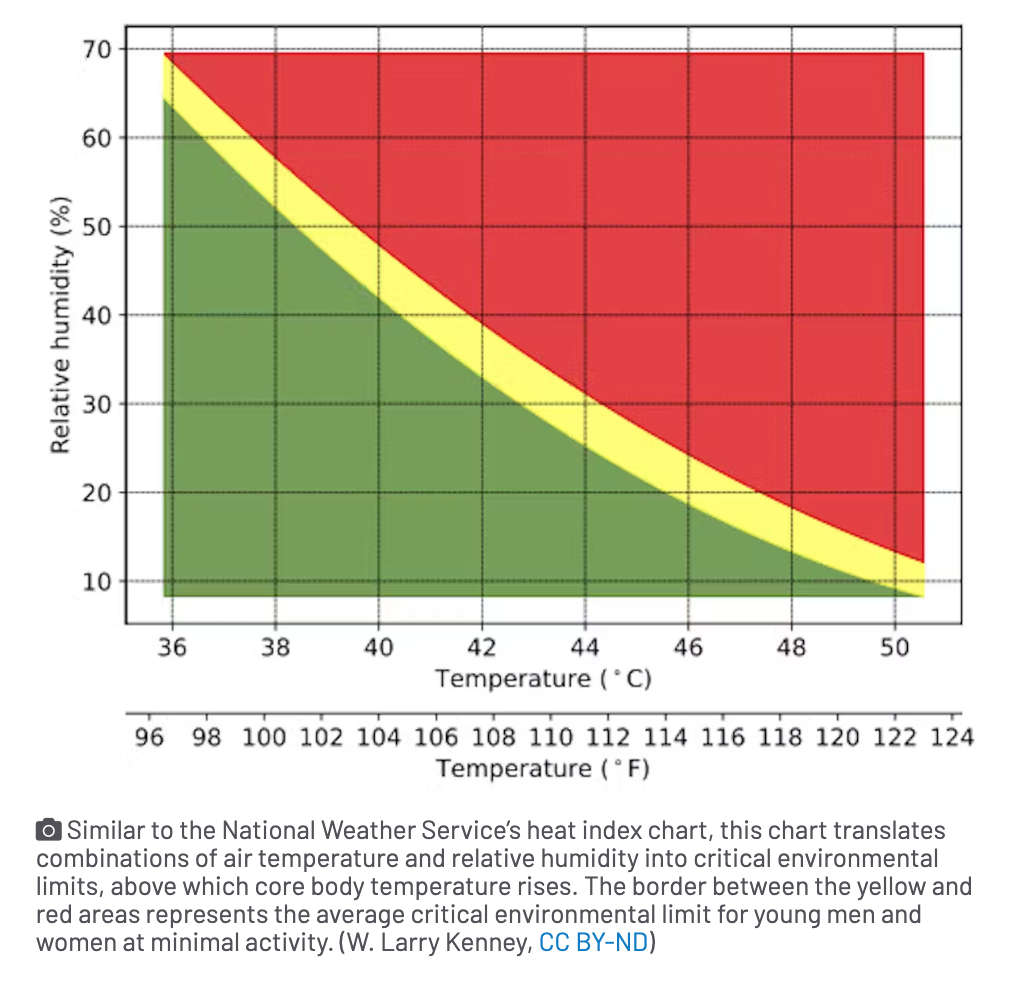 70
60
50
40
30
20
10
Relative humidity (%)
36 38 40 42 44 46 48 50
Temperature (°C)
96 98 100 102 104 106 108 110 112 114 116 118 120 122 124
Temperature (°F)
Similar to the National Weather Service’s heat index chart, this chart translates
combinations of air temperature and relative humidity into critical environmental
limits, above which core body temperature rises. The border between the yellow and
red areas represents the average critical environmental limit for young men and
women at minimal activity. (W. Larry Kenney, CC BY-ND)